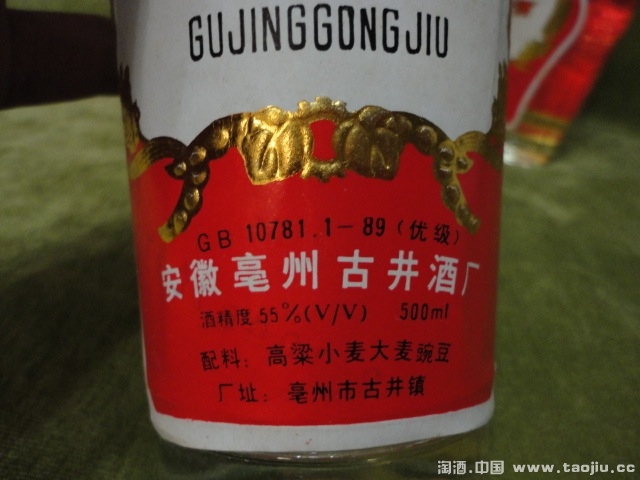 GUJINGGONGJIU
GB 10781.1-89(优级)
安徽亳州古井酒厂
酒精度55%(V/V) 500ml
配料: 高粱小麦大麦豌豆
厂址: 亳州市古井镇
淘酒.中国 www.taojiu.cc